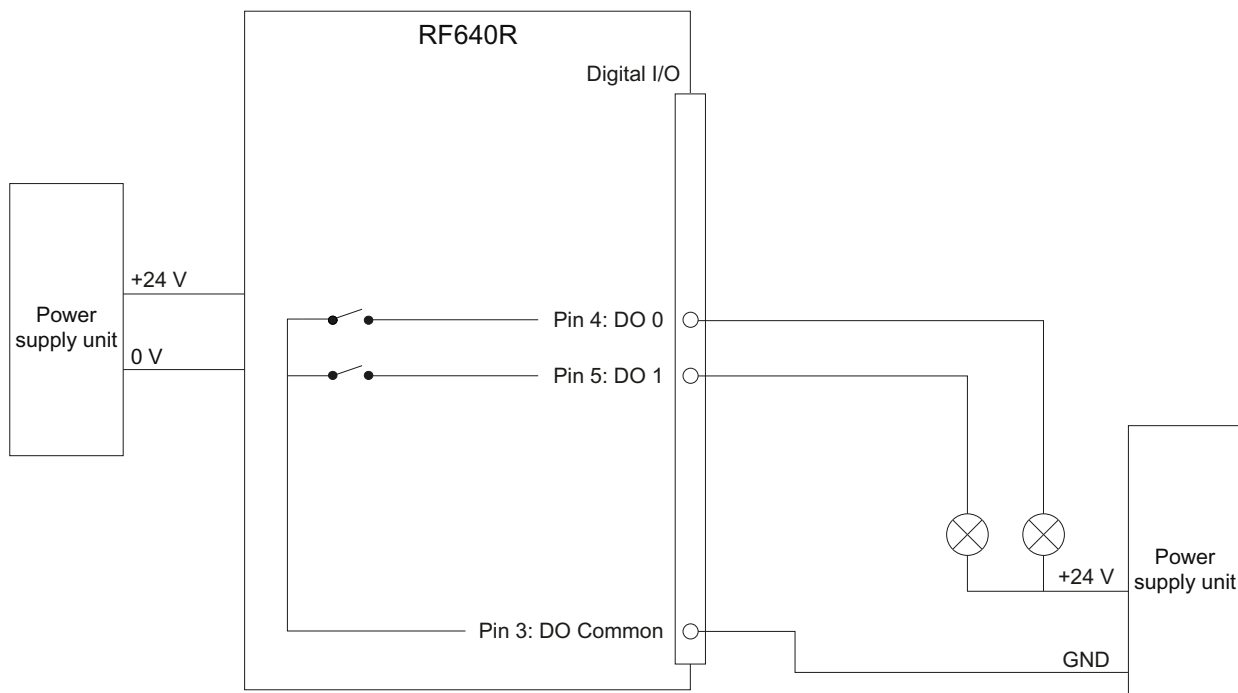 RF640R
Digital I/O
+24 V
Power
supply unit
0 V
Pin 4: DO 0
Pin 5: DO 1
Pin 3: DO Common
+24 V
Power
supply unit
GND